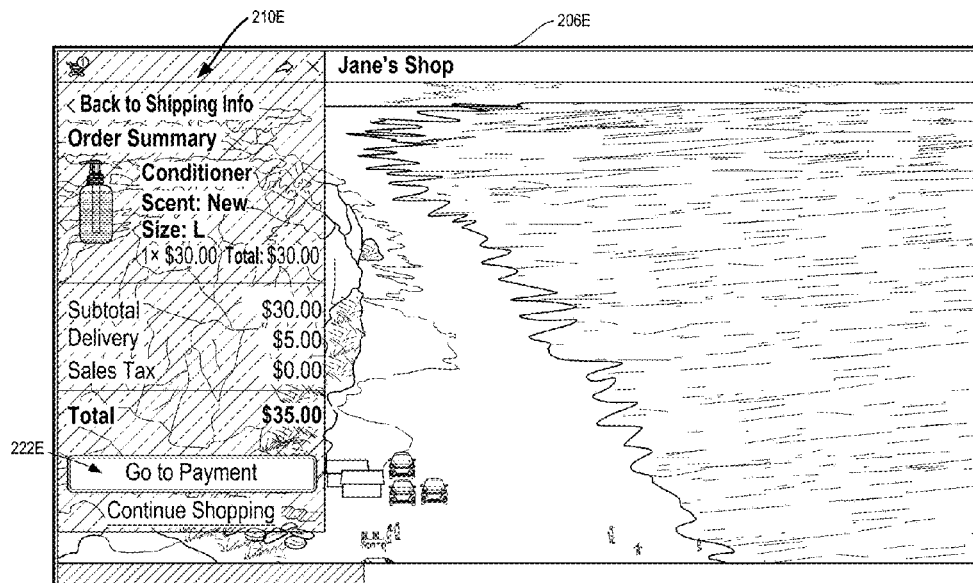 210E
206E
Jane's Shop
< Back to Shipping Info
Order Summary
Conditioner
Scent: New
Size: L
1× $30.00 Total: $30.00
Subtotal $30.00
Delivery $5.00
Sales Tax $0.00
Total $35.00
222E
Go to Payment
Continue Shopping